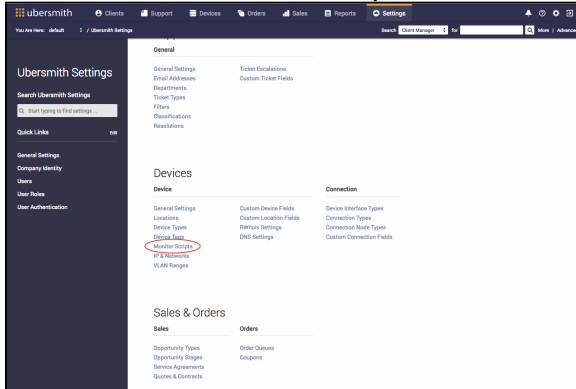 ubersmith Clients Support Devices Orders Sales Reports Settings
You Are Here: default / Ubersmith Settings Search Client Manager for More | Advance
Ubersmith Settings
Search Ubersmith Settings
Start typing to find settings ...
Quick Links Edit
General Settings
Company Identity
Users
User Roles
User Authentication
General
General Settings Ticket Escalations
Email Addresses Custom Ticket Fields
Departments
Ticket Types
Filters
Classifications
Resolutions
Devices
Device Connection
General Settings Custom Device Fields Device Interface Types
Locations Custom Location Fields Connection Types
Device Types RWhois Settings Connection Node Types
Device Tags DNS Settings Custom Connection Fields
Monitor Scripts
IP & Networks
VLAN Ranges
Sales & Orders
Sales Orders
Opportunity Types Order Queues
Opportunity Stages Coupons
Service Agreements
Quotes & Contracts